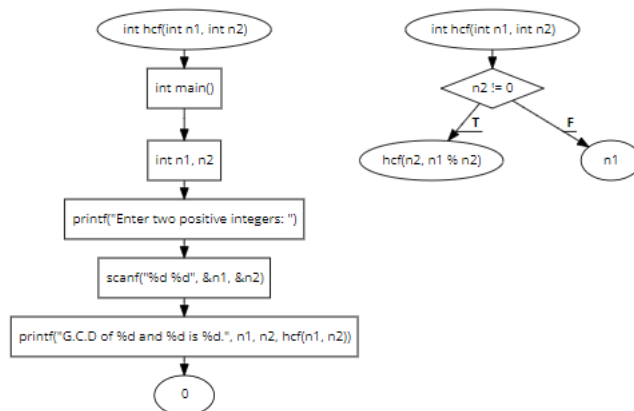 int hcf(int n1, int n2)
int main()
int n1, n2
printf("Enter two positive integers: ")
scanf("%d %d", &n1, &n2)
printf("G.C.D of %d and %d is %d.", n1, n2, hcf(n1, n2))
0
int hcf(int n1, int n2)
n2 != 0
T
F
hcf(n2, n1 % n2)
n1